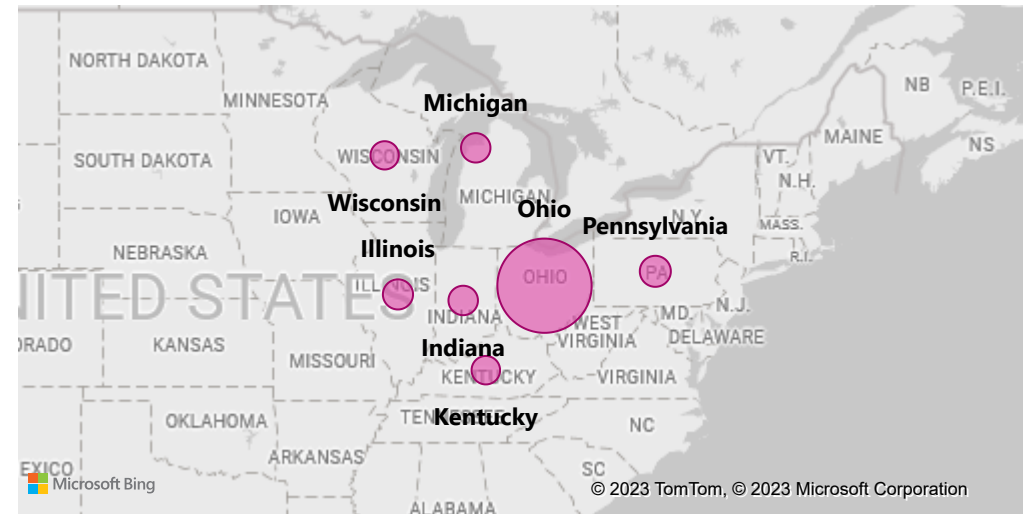 NORTH DAKOTA
MINNESOTA
Michigan
NB
P.E.I.
MAINE
NS
SOUTH DAKOTA
WISCONSIN
VT.
N.H.
MICHIGAN
Wisconsin
IOWA
Ohio
N.Y.
Pennsylvania
MASS.
NEBRASKA
Illinois
R.I.
OHIO
PA
ILLINOIS
NITED STATES
INDIANA
WEST
VIRGINIA
MD.
N.J.
DELAWARE
ORADO
KANSAS
MISSOURI
Indiana
KENTUCKY
VIRGINIA
OKLAHOMA
TENNESSEE
Kentucky
NC
ARKANSAS
EXICO
SC
Microsoft Bing
© 2023 TomTom, © 2023 Microsoft Corporation
ALABAMA